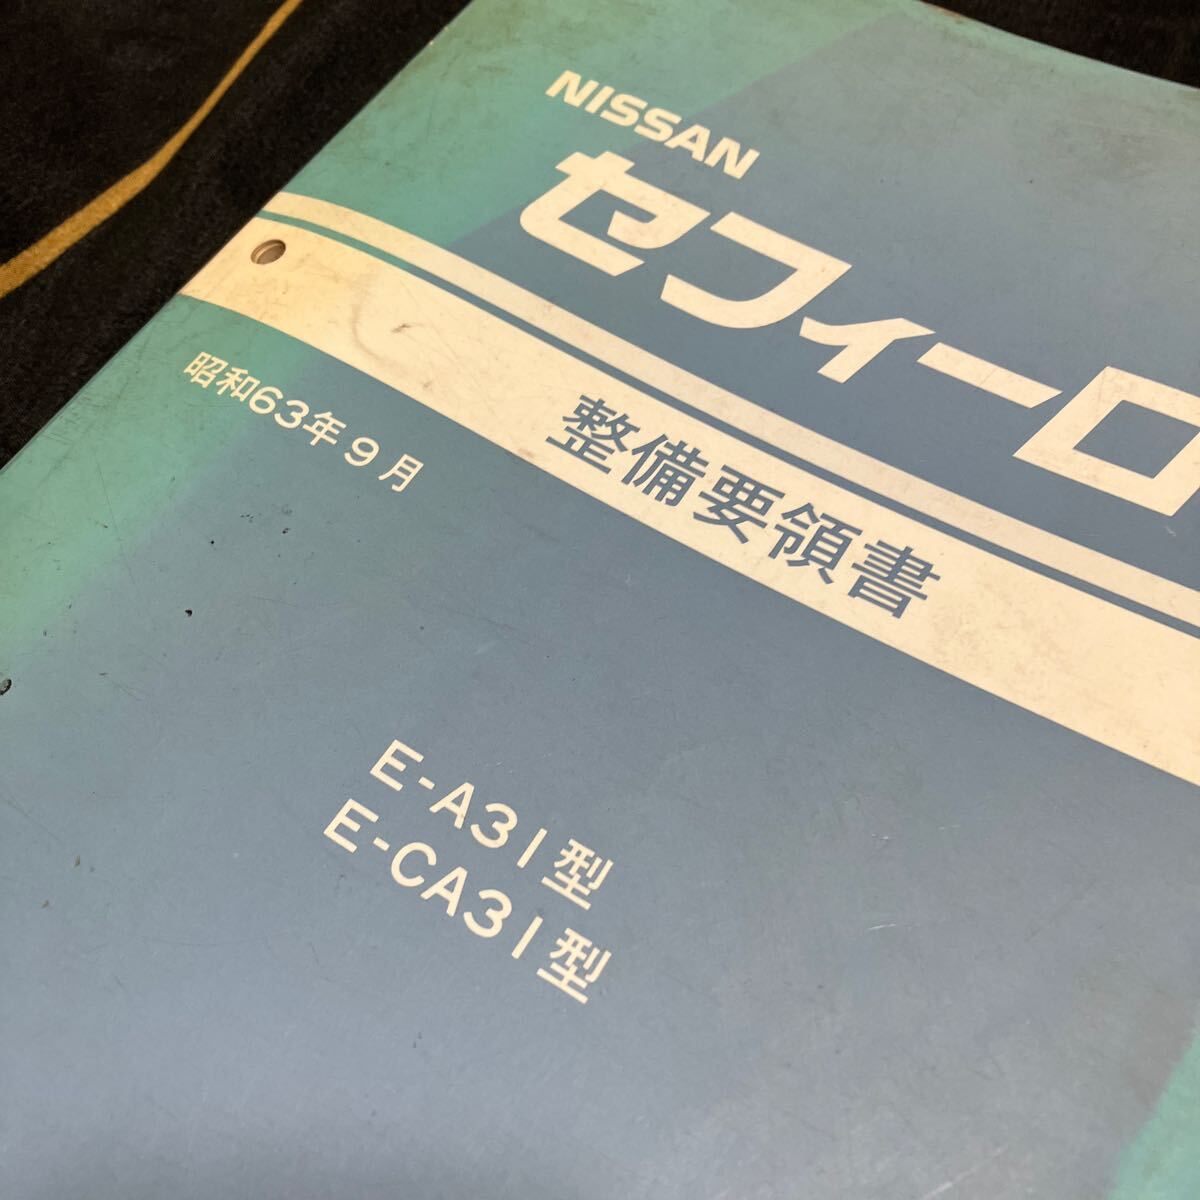 NISSAN
セフィーロ
整備要領書
昭和63年9月
E-A31型
E-CA31型